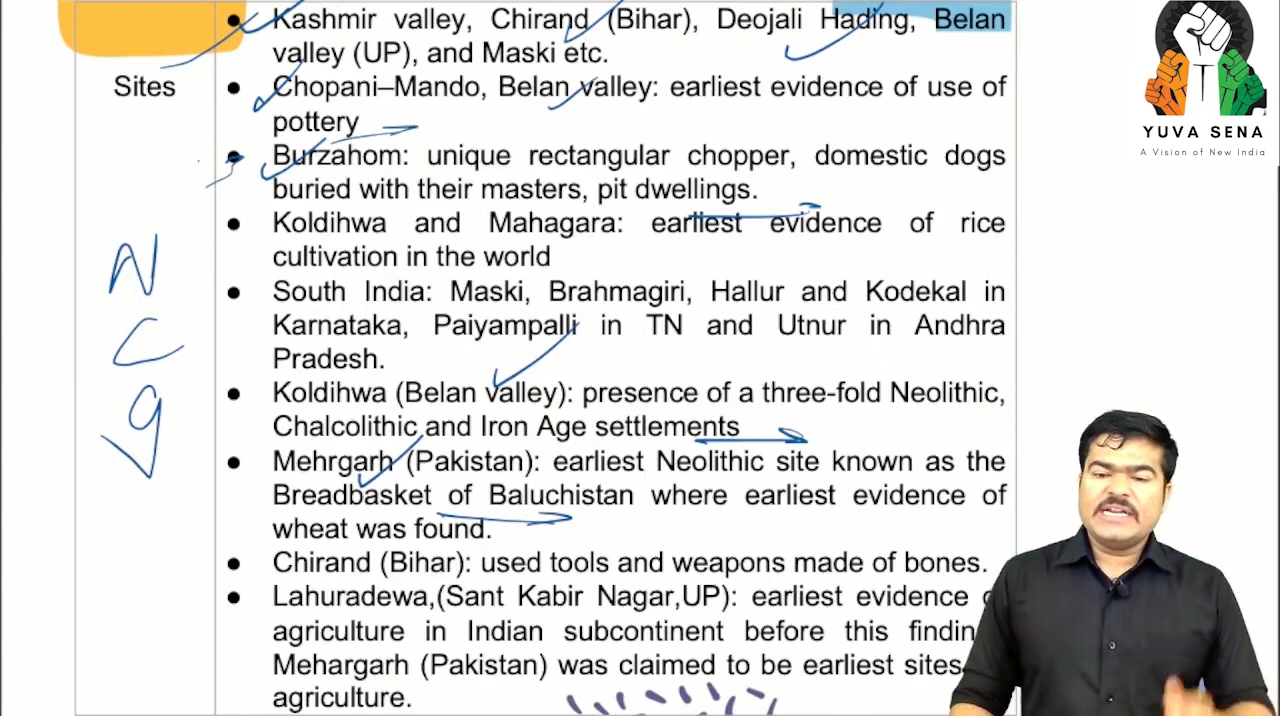 Kashmir valley, Chirand (Bihar), Deojali Hading, Belan
valley (UP), and Maski etc.
Sites
Chopani–Mando, Belan valley: earliest evidence of use of
pottery
Burzahom: unique rectangular chopper, domestic dogs
buried with their masters, pit dwellings.
Koldihwa and Mahagara: earliest evidence of rice
cultivation in the world
South India: Maski, Brahmagiri, Hallur and Kodekal in
Karnataka, Paiyampalli in TN and Utnur in Andhra
Pradesh.
Koldihwa (Belan valley): presence of a three-fold Neolithic,
Chalcolithic and Iron Age settlements
Mehrgarh (Pakistan): earliest Neolithic site known as the
Breadbasket of Baluchistan where earliest evidence of
wheat was found.
Chirand (Bihar): used tools and weapons made of bones.
Lahuradewa,(Sant Kabir Nagar,UP): earliest evidence
agriculture in Indian subcontinent before this
Mehargarh (Pakistan) was claimed to be earliest sites
agriculture.
N
C
YUVA SENA
A Vision of New India